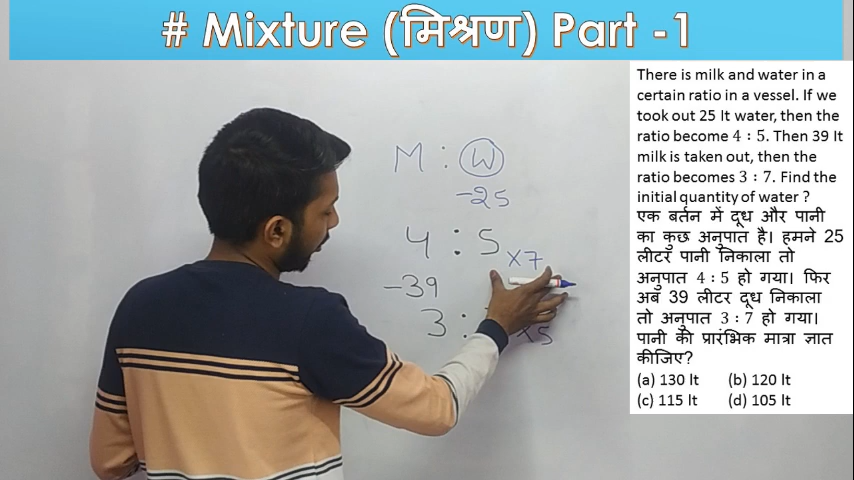 # Mixture (मिश्रण) Part -1
There is milk and water in a
certain ratio in a vessel. If we
took out 25 lt water, then the
ratio become 4 : 5. Then 39 lt
milk is taken out, then the
ratio becomes 3 : 7. Find the
initial quantity of water ?
एक बर्तन में दूध और पानी
का कुछ अनुपात है। हमने 25
लीटर पानी निकाला तो
अनुपात 4 : 5 हो गया। फिर
अब 39 लीटर दूध निकाला
तो अनुपात 3 : 7 हो गया।
पानी की प्रारंभिक मात्रा ज्ञात
कीजिए?
(a) 130 lt (b) 120 lt
(c) 115 lt (d) 105 lt
M : W
-25
4 : 5 ×7
-39
3 : ×5